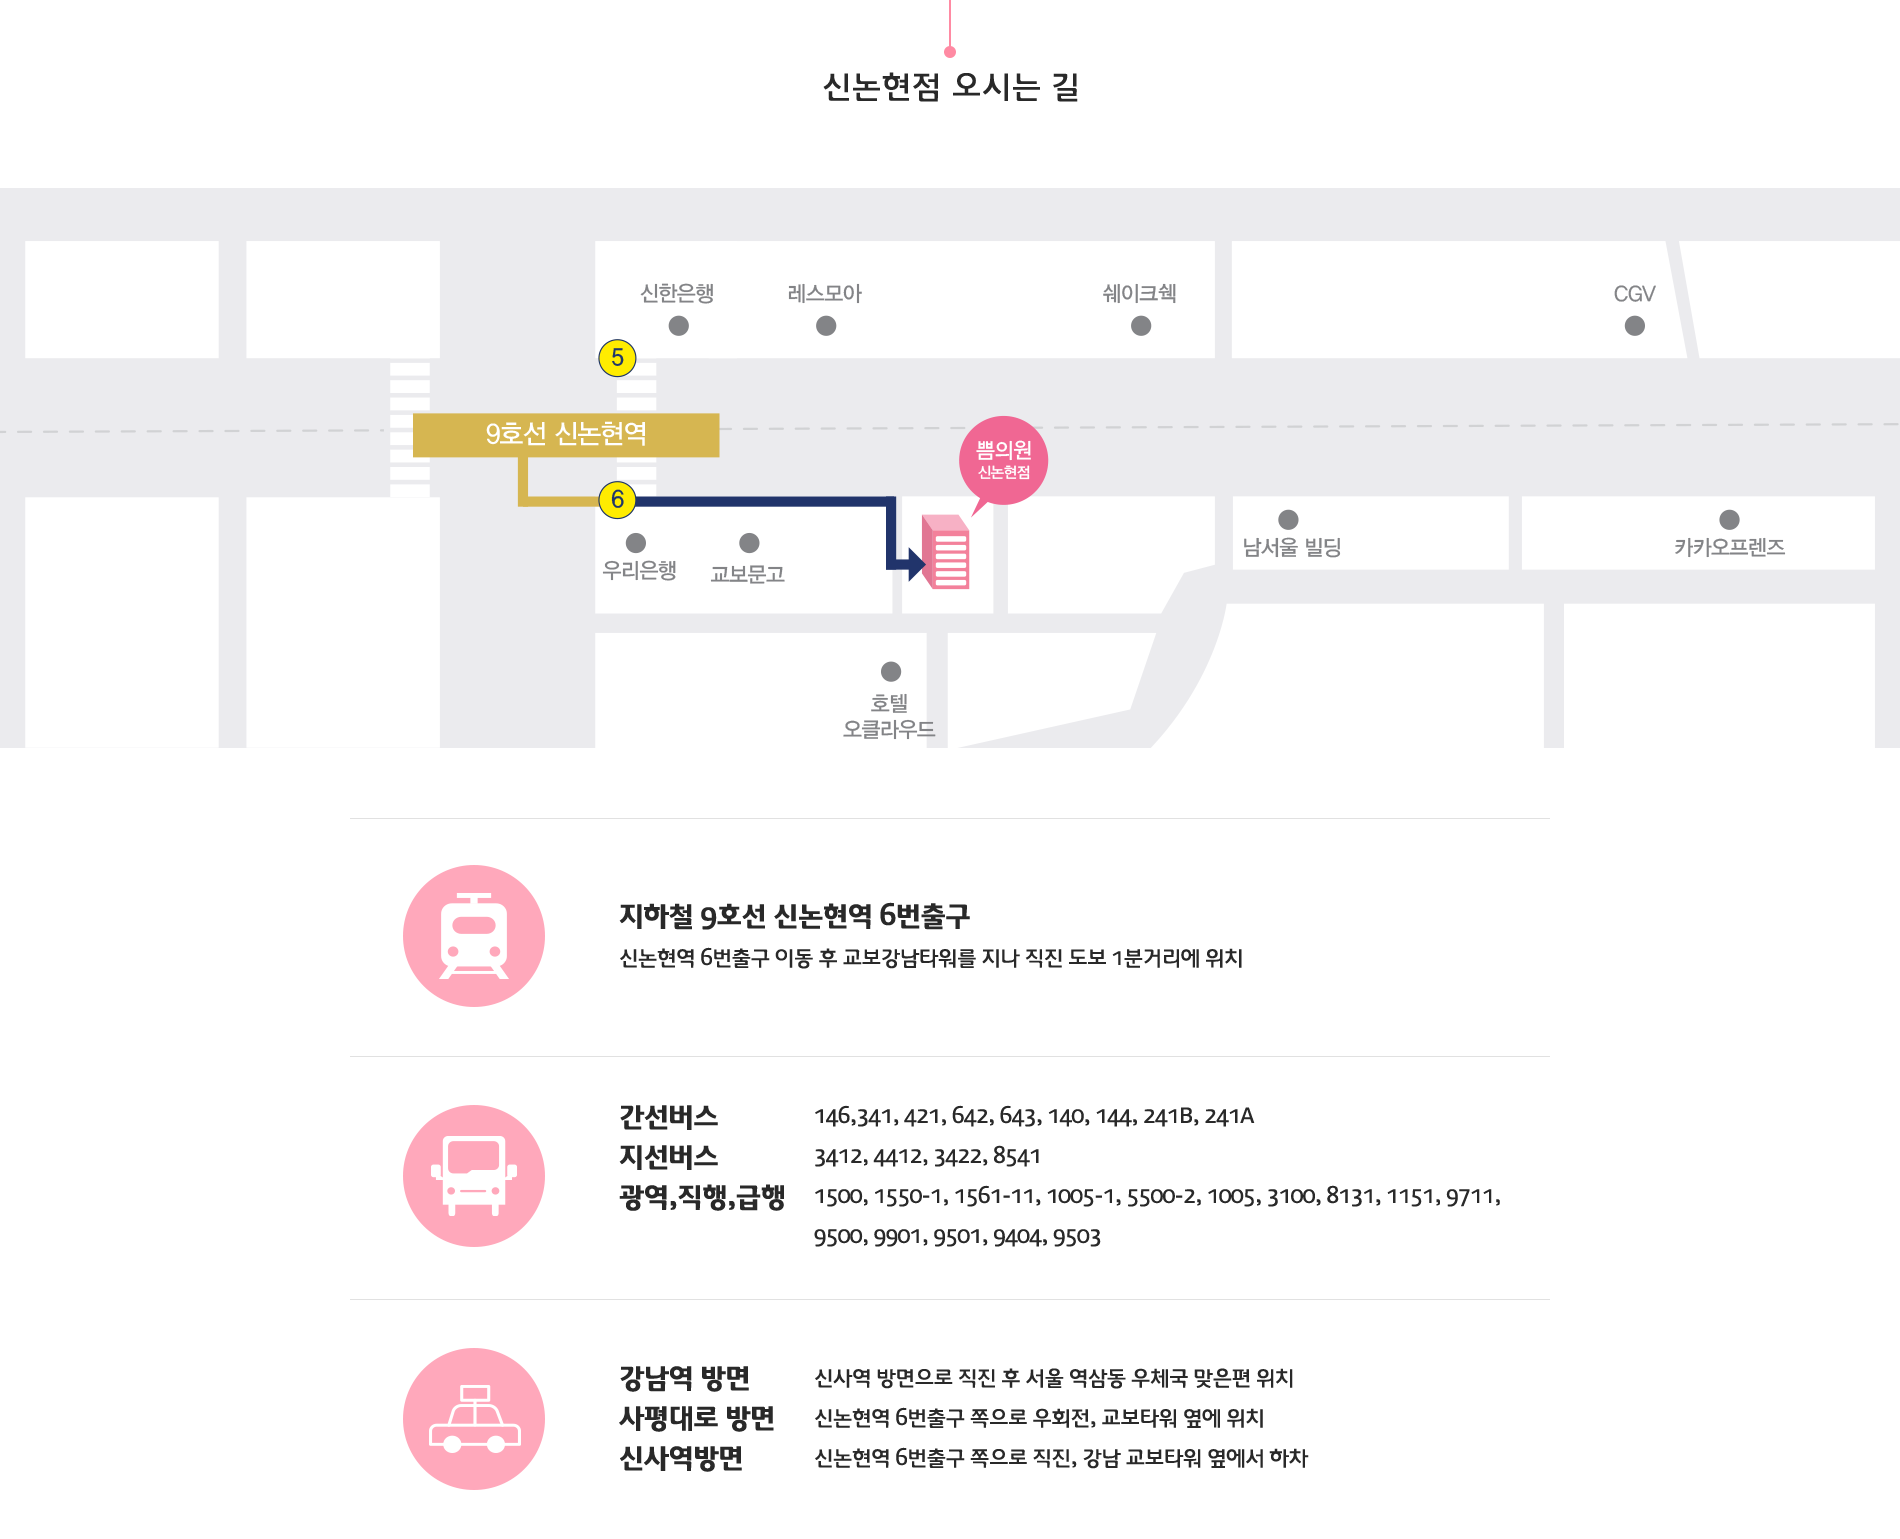 신논현점 오시는 길
신한은행
레스모아
쉐이크쉑
CGV
5
9호선 신논현역
쁨의원
신논현점
6
우리은행
교보문고
남서울 빌딩
카카오프렌즈
호텔
오클라우드
지하철 9호선 신논현역 6번출구
신논현역 6번출구 이동 후 교보강남타워를 지나 직진 도보 1분거리에 위치
간선버스 146,341, 421, 642, 643, 140, 144, 241B, 241A
지선버스 3412, 4412, 3422, 8541
광역,직행,급행 1500, 1550-1, 1561-11, 1005-1, 5500-2, 1005, 3100, 8131, 1151, 9711,
9500, 9901, 9501, 9404, 9503
강남역 방면 신사역 방면으로 직진 후 서울 역삼동 우체국 맞은편 위치
사평대로 방면 신논현역 6번출구 쪽으로 우회전, 교보타워 옆에 위치
신사역방면 신논현역 6번출구 쪽으로 직진, 강남 교보타워 옆에서 하차